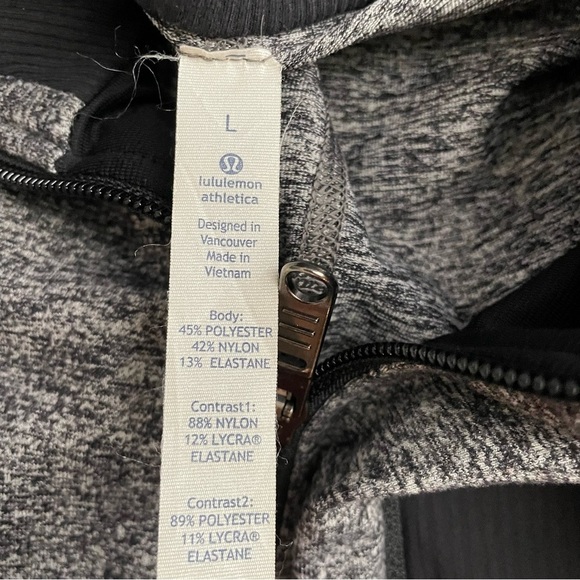 L
lululemon
athletica
Designed in
Vancouver
Made in
Vietnam
Body:
45% POLYESTER
42% NYLON
13% ELASTANE
Contrast1:
88% NYLON
12% LYCRA®
ELASTANE
Contrast2:
89% POLYESTER
11% LYCRA®
ELASTANE